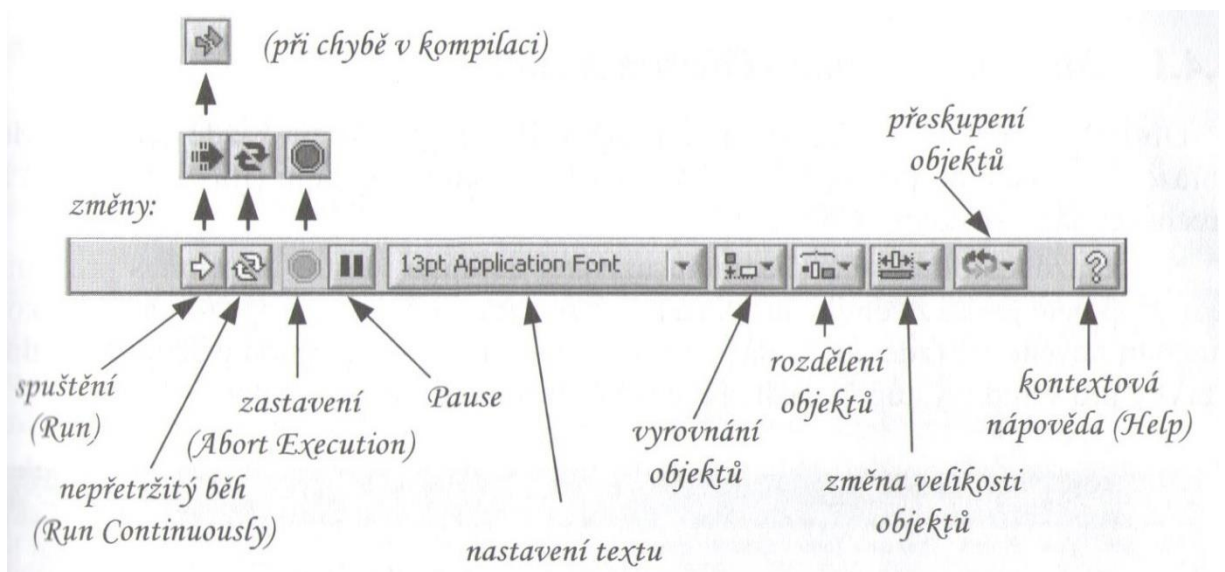 (při chybě v kompilaci)
přeskupení
objektů
změny:
13pt Application Font
spuštění
(Run)
nepřetržitý běh
(Run Continuously)
zastavení
(Abort Execution)
Pause
nastavení textu
vyrovnání
objektů
rozdělení
objektů
změna velikosti
objektů
kontextová
nápověda (Help)